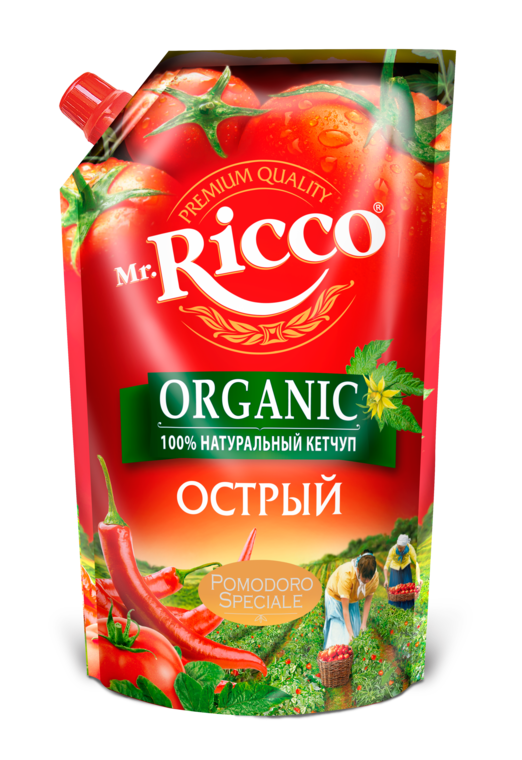 PREMIUM QUALITY
Mr. Ricco®
ORGANIC
100% НАТУРАЛЬНЫЙ КЕТЧУП
ОСТРЫЙ
POMODORO
SPECIALE